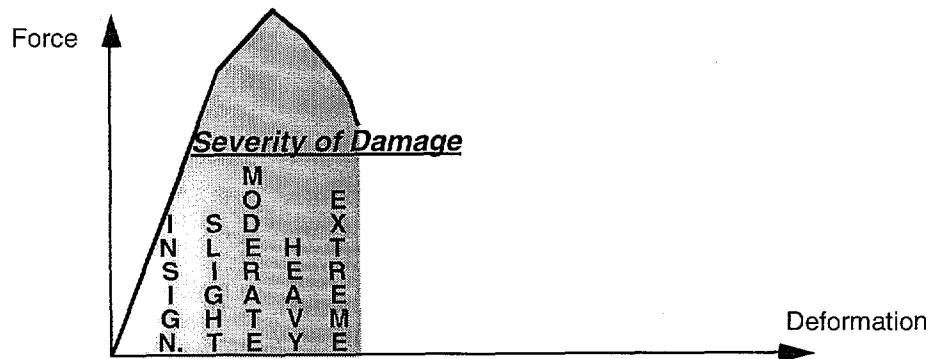 Force
Severity of Damage
INSIGN.
SLIGHT
MODERATE
HEAVY
EXTREME
Deformation